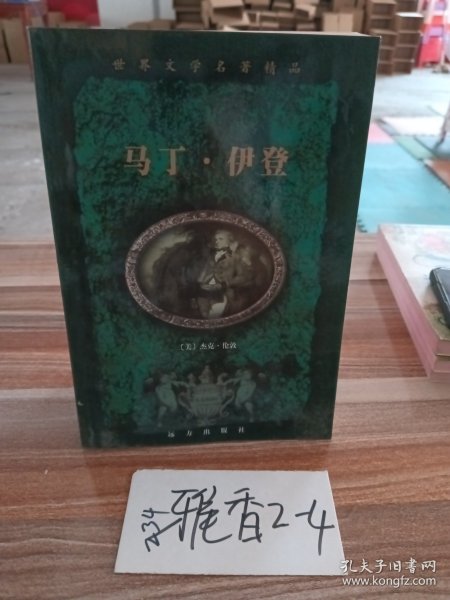 世界文学名著精品
马丁·伊登
〔美〕杰克·伦敦
远方出版社
234
雅香2-4
孔夫子旧书网
www.kongfz.com